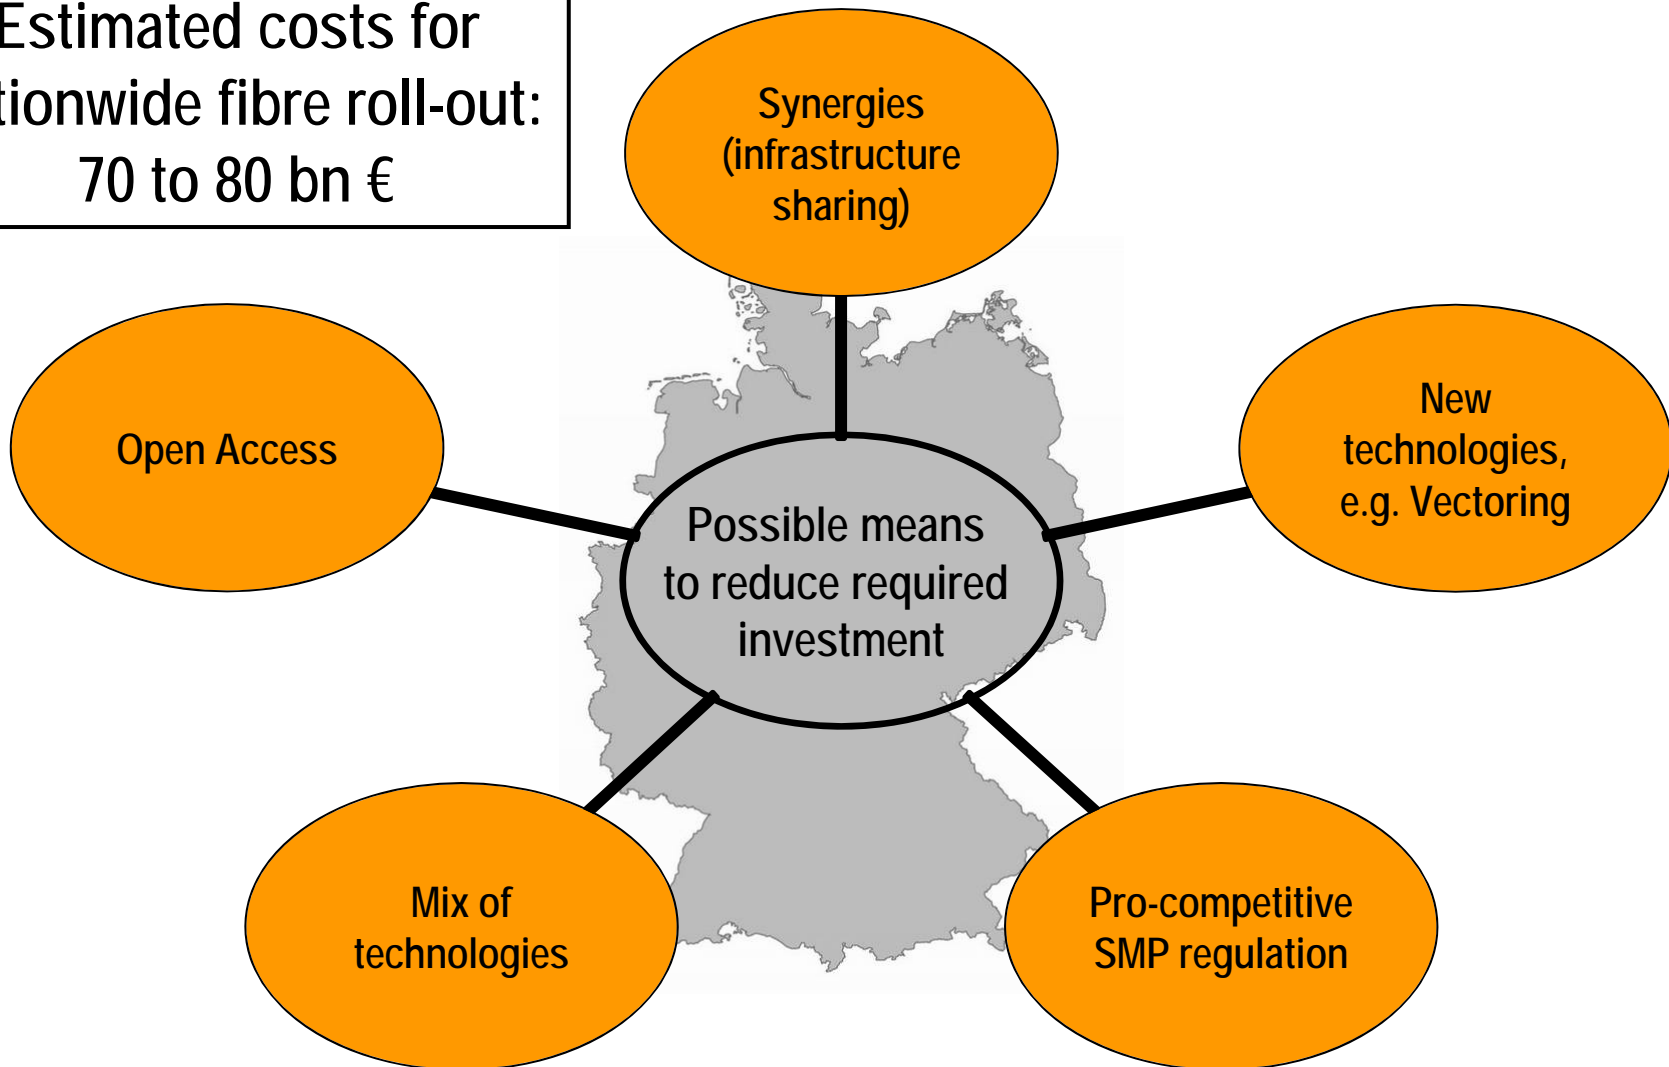 Estimated costs for
tionwide fibre roll-out:
70 to 80 bn €
Synergies
(infrastructure
sharing)
Open Access
New
technologies,
e.g. Vectoring
Possible means
to reduce required
investment
Mix of
technologies
Pro-competitive
SMP regulation